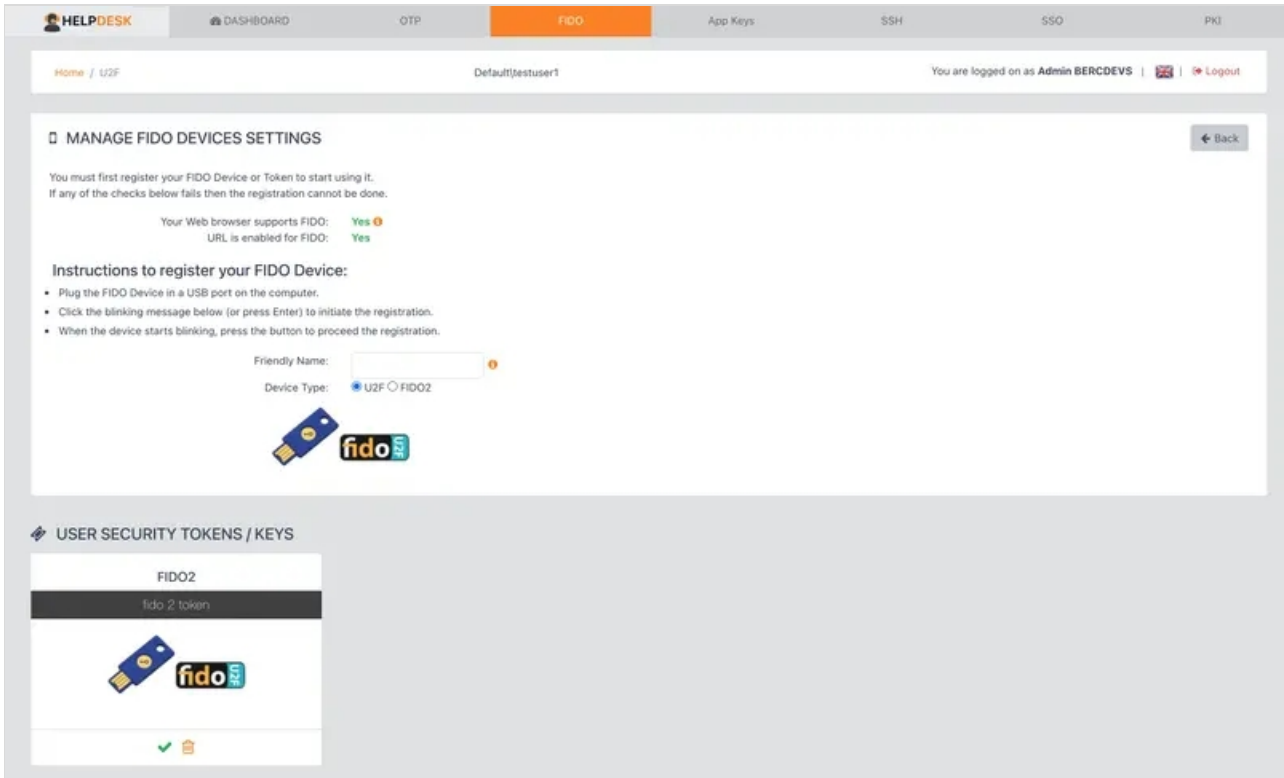 HELPDESK
DASHBOARD
OTP
FIDO
App Keys
SSH
SSO
PKI
Home / U2F
Default\testuser1
You are logged on as Admin BERCDEVS | | Logout
MANAGE FIDO DEVICES SETTINGS
Back
You must first register your FIDO Device or Token to start using it.
If any of the checks below fails then the registration cannot be done.
Your Web browser supports FIDO: Yes
URL is enabled for FIDO: Yes
Instructions to register your FIDO Device:
• Plug the FIDO Device in a USB port on the computer.
• Click the blinking message below (or press Enter) to initiate the registration.
• When the device starts blinking, press the button to proceed the registration.
Friendly Name:
Device Type: U2F FIDO2
fido U2F
USER SECURITY TOKENS / KEYS
FIDO2
fido 2 token
fido U2F